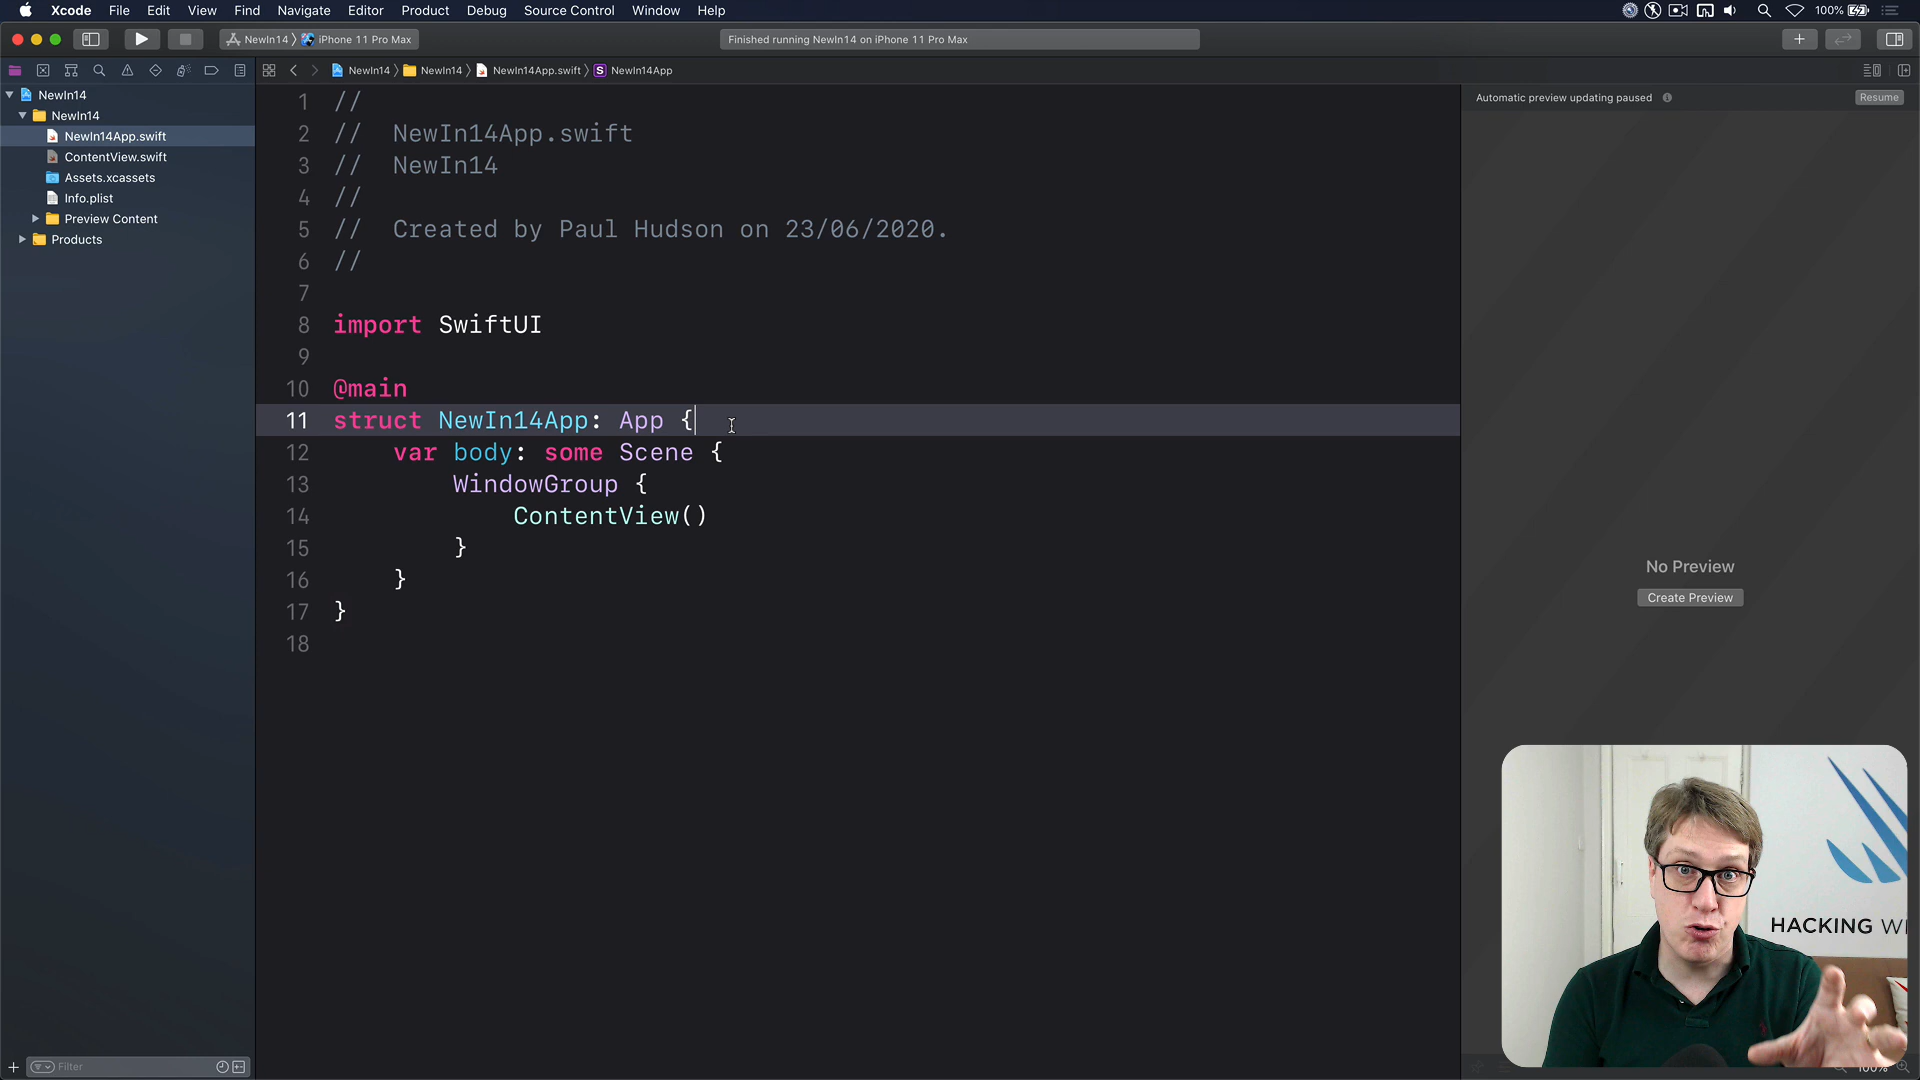 Xcode File Edit View Find Navigate Editor Product Debug Source Control Window Help 100%
NewIn14 iPhone 11 Pro Max Finished running NewIn14 on iPhone 11 Pro Max
NewIn14 NewIn14 NewIn14App.swift S NewIn14App
NewIn14
NewIn14
NewIn14App.swift
ContentView.swift
Assets.xcassets
Info.plist
Preview Content
Products
Filter
1 //
2 // NewIn14App.swift
3 // NewIn14
4 //
5 // Created by Paul Hudson on 23/06/2020.
6 //
7
8 import SwiftUI
9
10 @main
11 struct NewIn14App: App {
12 var body: some Scene {
13 WindowGroup {
14 ContentView()
15 }
16 }
17 }
18
Automatic preview updating paused Resume
No Preview
Create Preview
HACKING
100%